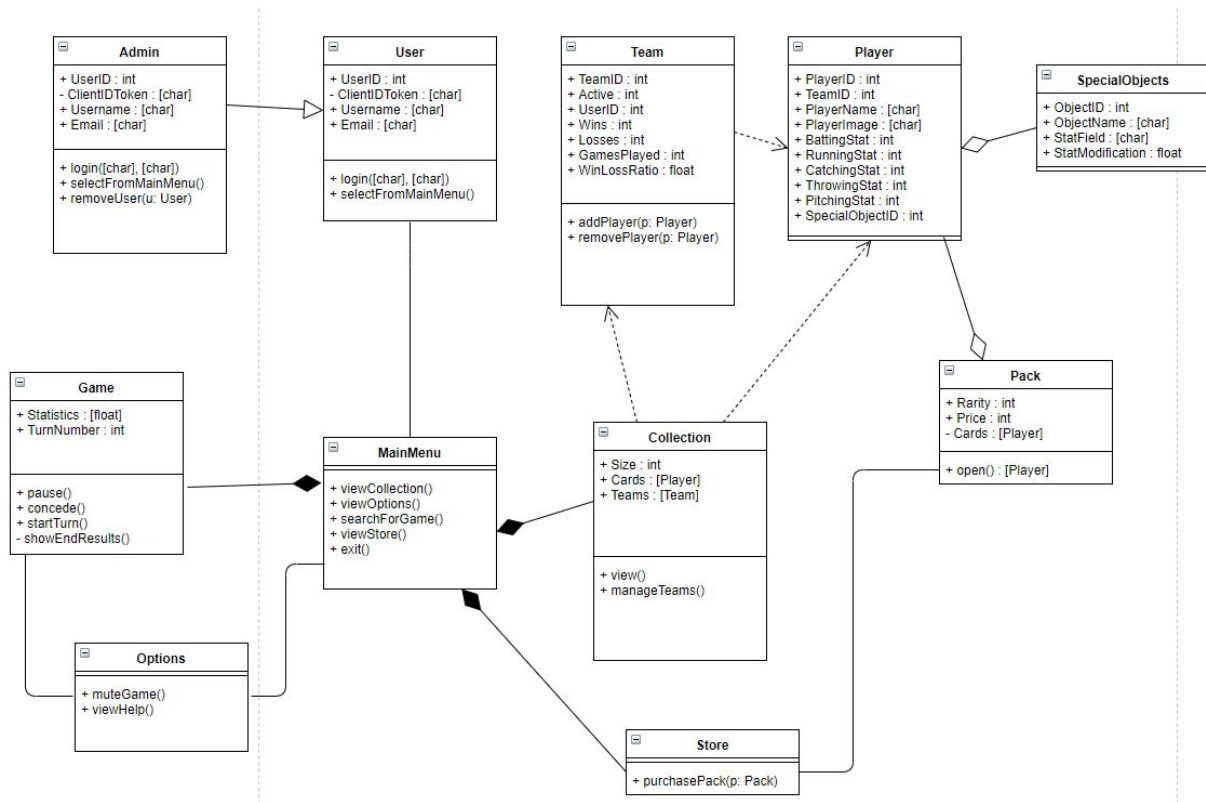 Admin
+ UserID : int
- ClientIDToken : [char]
+ Username : [char]
+ Email : [char]
+ login([char], [char])
+ selectFromMainMenu()
+ removeUser(u: User)
User
+ UserID : int
- ClientIDToken : [char]
+ Username : [char]
+ Email : [char]
+ login([char], [char])
+ selectFromMainMenu()
Team
+ TeamID : int
+ Active : int
+ UserID : int
+ Wins : int
+ Losses : int
+ GamesPlayed : int
+ WinLossRatio : float
+ addPlayer(p: Player)
+ removePlayer(p: Player)
Player
+ PlayerID : int
+ TeamID : int
+ PlayerName : [char]
+ PlayerImage : [char]
+ BattingStat : int
+ RunningStat : int
+ CatchingStat : int
+ ThrowingStat : int
+ PitchingStat : int
+ SpecialObjectID : int
SpecialObjects
+ ObjectID : int
+ ObjectName : [char]
+ StatField : [char]
+ StatModification : float
Game
+ Statistics : [float]
+ TurnNumber : int
+ pause()
+ concede()
+ startTurn()
- showEndResults()
MainMenu
+ viewCollection()
+ viewOptions()
+ searchForGame()
+ viewStore()
+ exit()
Collection
+ Size : int
+ Cards : [Player]
+ Teams : [Team]
+ view()
+ manageTeams()
Pack
+ Rarity : int
+ Price : int
- Cards : [Player]
+ open() : [Player]
Options
+ muteGame()
+ viewHelp()
Store
+ purchasePack(p: Pack)